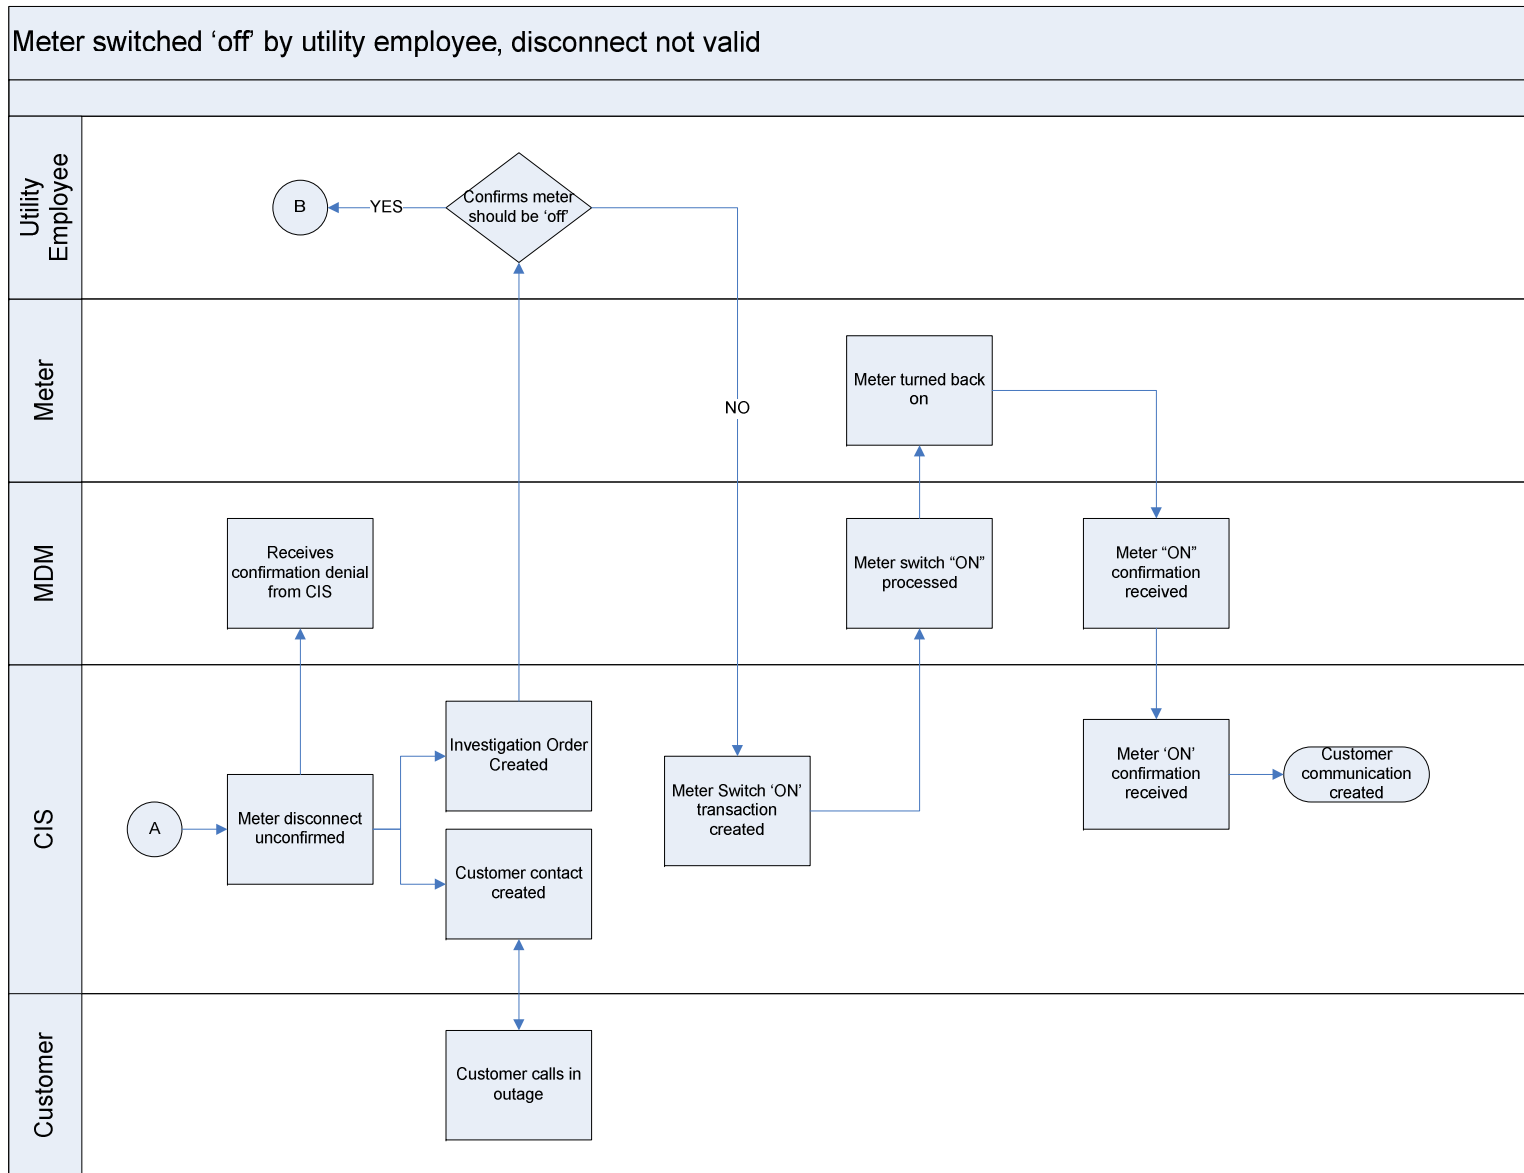 Meter switched ‘off’ by utility employee, disconnect not valid
Utility
Employee
B
YES
Confirms meter
should be ‘off’
Meter
NO
Meter turned back
on
MDM
Receives
confirmation denial
from CIS
Meter switch “ON”
processed
Meter “ON”
confirmation
received
CIS
A
Meter disconnect
unconfirmed
Investigation Order
Created
Customer contact
created
Meter Switch ‘ON’
transaction
created
Meter ‘ON’
confirmation
received
Customer
communication
created
Customer
Customer calls in
outage